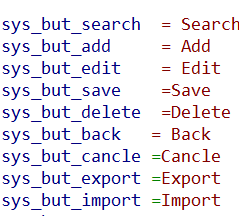 sys_but_search  = Search
sys_but_add     = Add
sys_but_edit    = Edit
sys_but_save    =Save
sys_but_delete  =Delete
sys_but_back   = Back
sys_but_cancle =Cancle
sys_but_export =Export
sys_but_import =Import